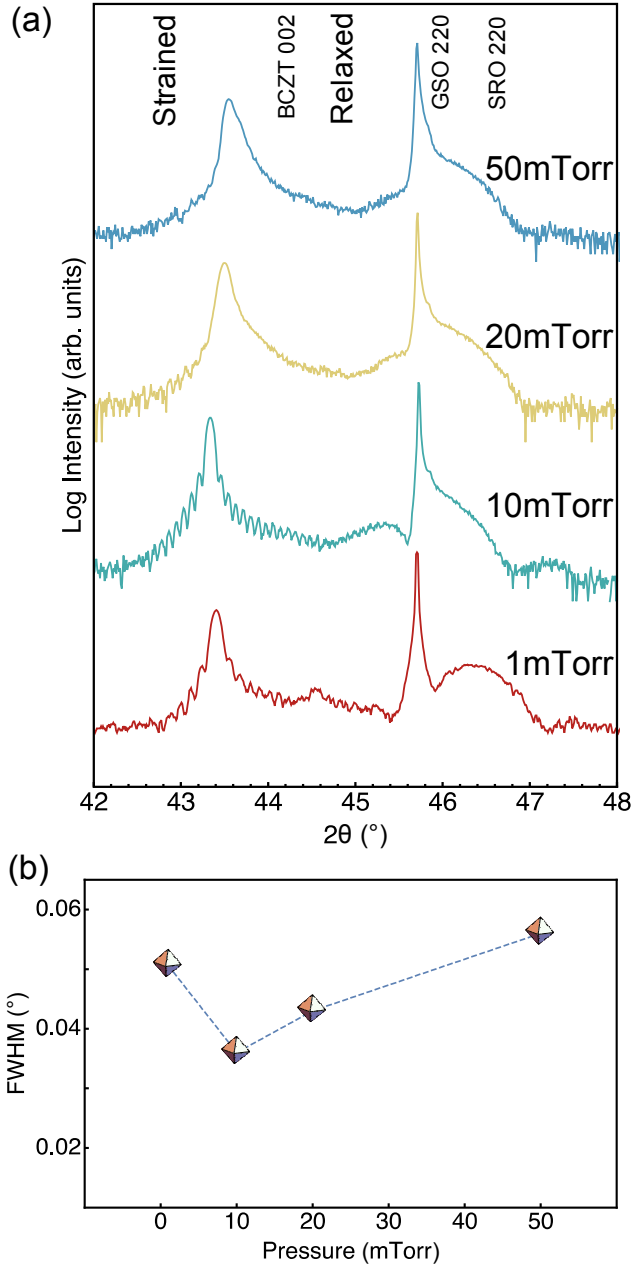 (a)
Strained
BCZT 002
Relaxed
GSO 220
SRO 220
50mTorr
20mTorr
10mTorr
1mTorr
Log Intensity (arb. units)
42 43 44 45 46 47 48
2θ (°)
(b)
0.06
0.04
0.02
FWHM (°)
0 10 20 30 40 50
Pressure (mTorr)